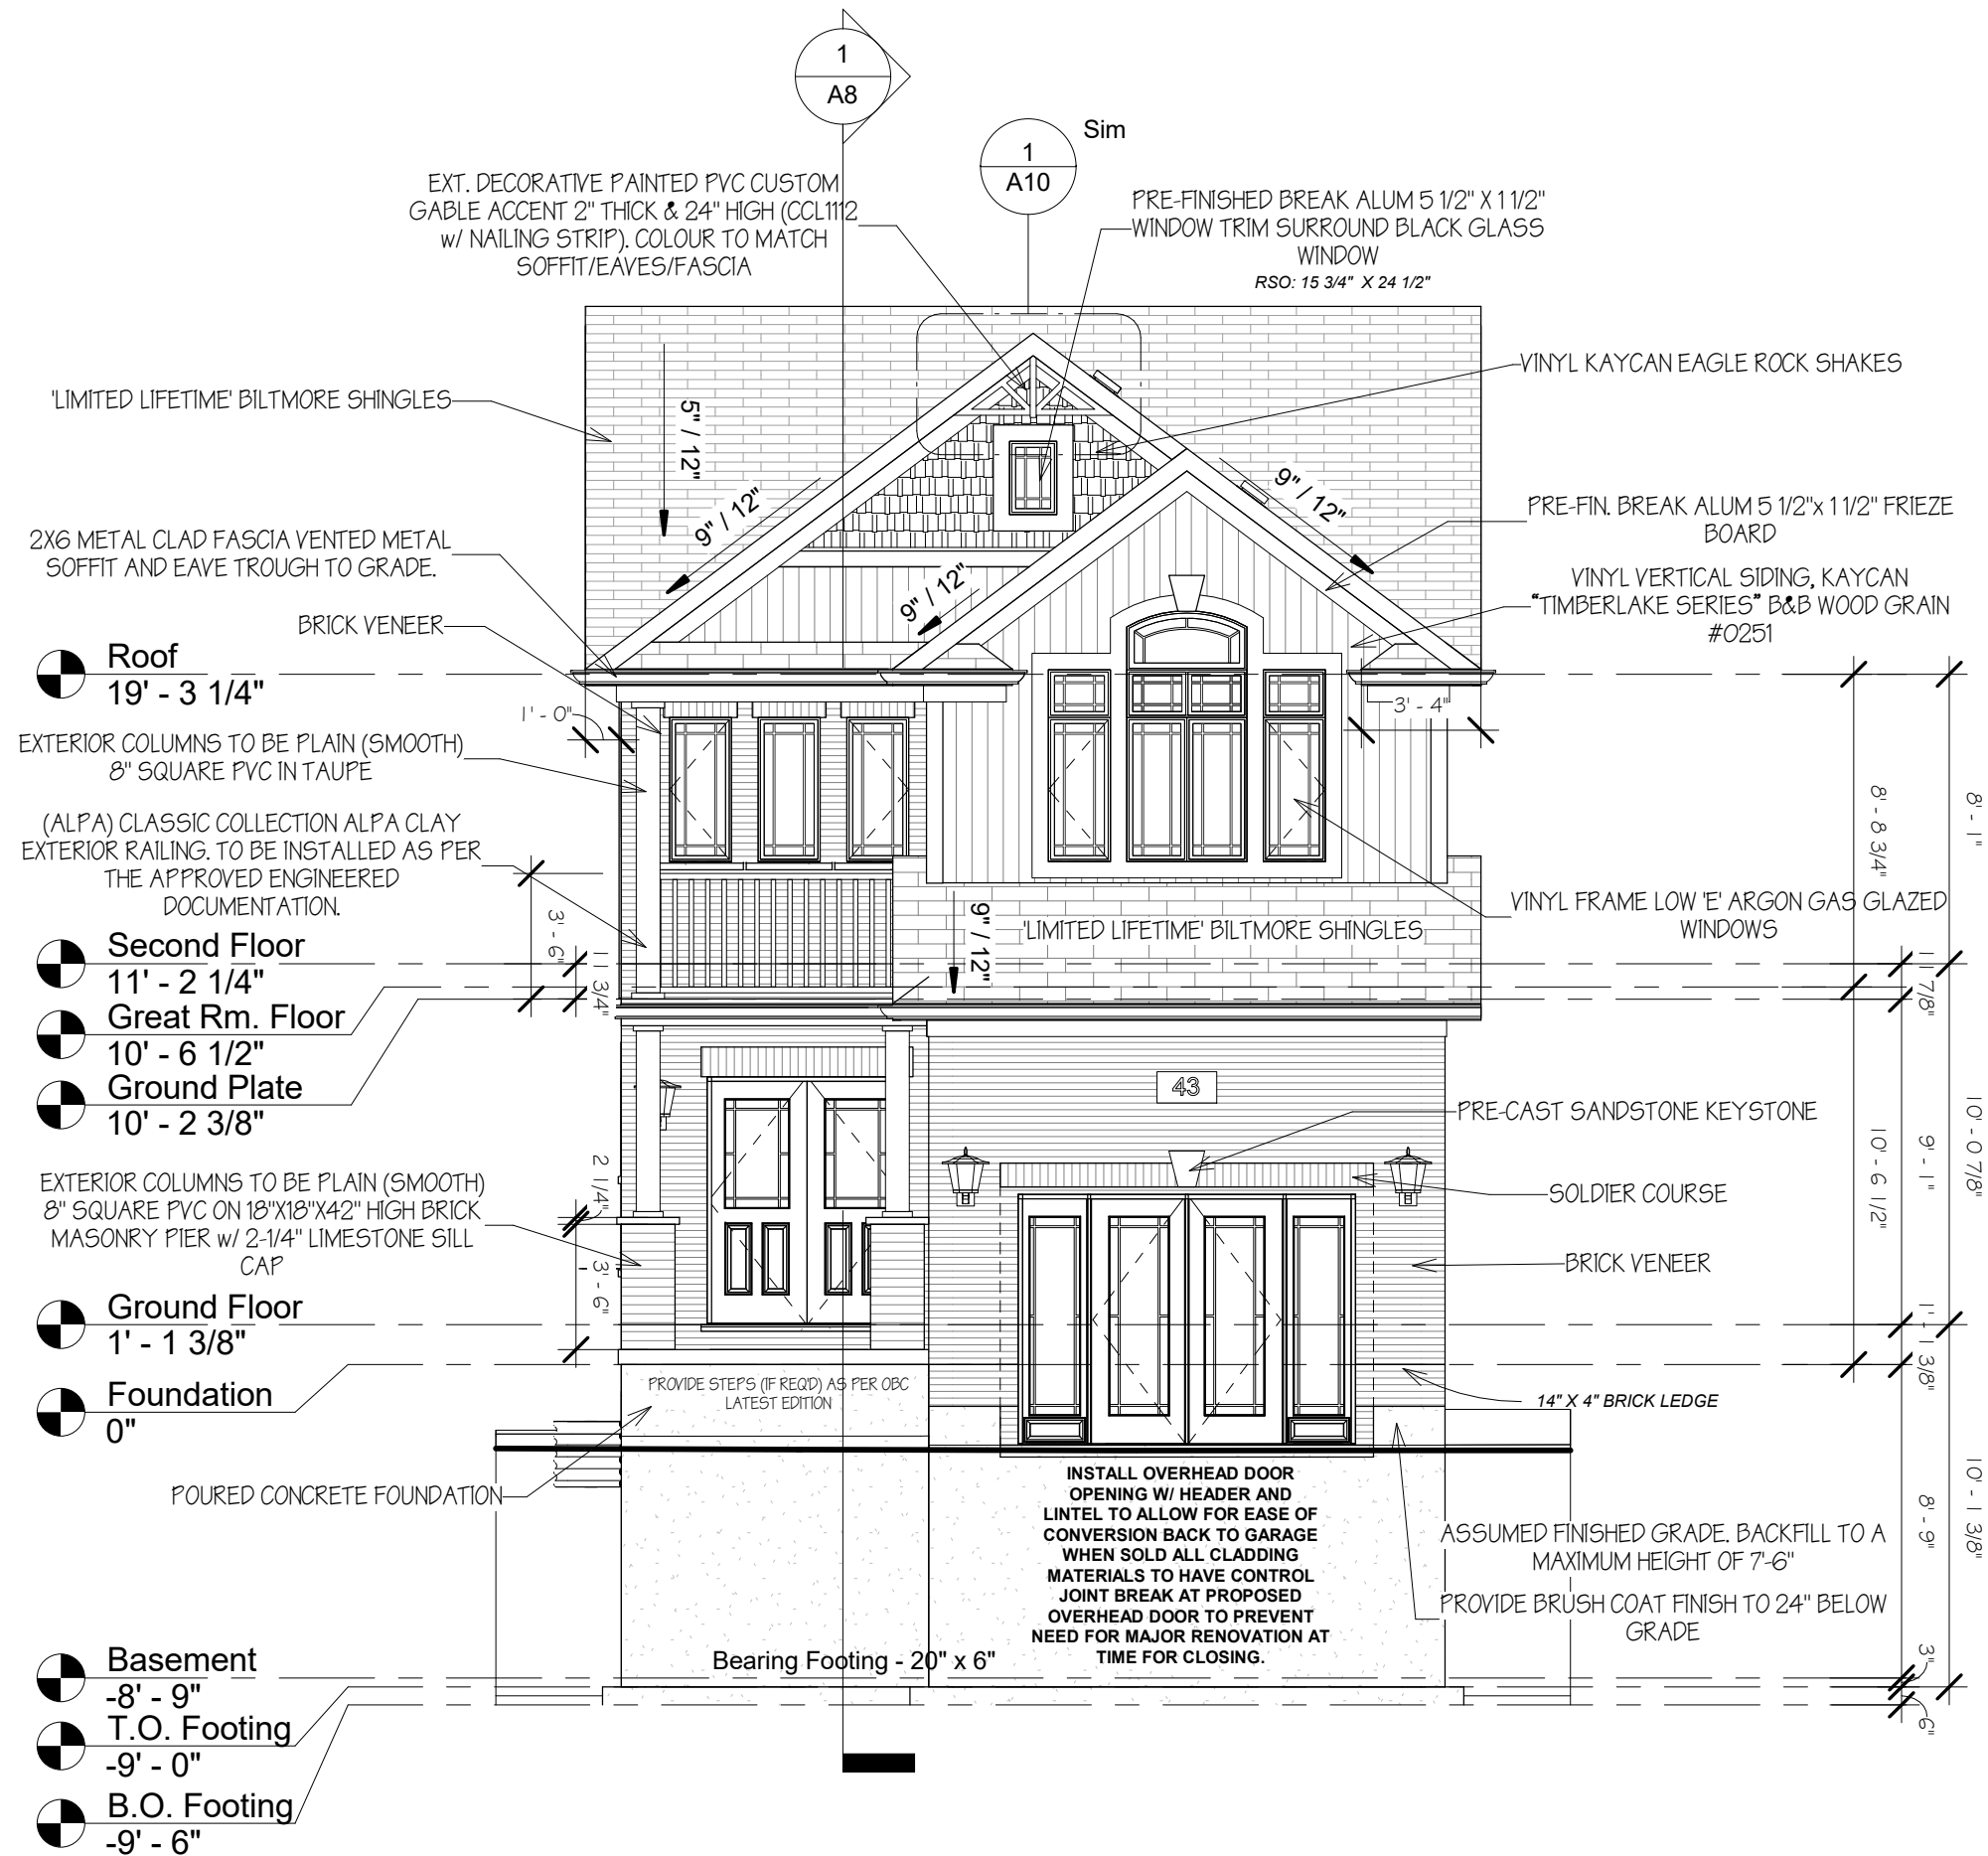 1
A8
1
A10
Sim
EXT. DECORATIVE PAINTED PVC CUSTOM
GABLE ACCENT 2" THICK & 24" HIGH (CCL1112
w/ NAILING STRIP). COLOUR TO MATCH
SOFFIT/EAVES/FASCIA
PRE-FINISHED BREAK ALUM 5 1/2" X 1 1/2"
WINDOW TRIM SURROUND BLACK GLASS
WINDOW
RSO: 15 3/4" X 24 1/2"
VINYL KAYCAN EAGLE ROCK SHAKES
'LIMITED LIFETIME' BILTMORE SHINGLES
5" / 12"
9" / 12"
9" / 12"
9" / 12"
PRE-FIN. BREAK ALUM 5 1/2"x 1 1/2" FRIEZE
BOARD
2X6 METAL CLAD FASCIA VENTED METAL
SOFFIT AND EAVE TROUGH TO GRADE.
VINYL VERTICAL SIDING, KAYCAN
“TIMBERLAKE SERIES” B&B WOOD GRAIN
#0251
BRICK VENEER
Roof
19' - 3 1/4"
1' - 0"
3' - 4"
EXTERIOR COLUMNS TO BE PLAIN (SMOOTH)
8" SQUARE PVC IN TAUPE
(ALPA) CLASSIC COLLECTION ALPA CLAY
EXTERIOR RAILING. TO BE INSTALLED AS PER
THE APPROVED ENGINEERED
DOCUMENTATION.
8' - 8 3/4"
8' - 1"
VINYL FRAME LOW 'E' ARGON GAS GLAZED
WINDOWS
3' - 6"
9" / 12"
'LIMITED LIFETIME' BILTMORE SHINGLES
Second Floor
11' - 2 1/4"
11 3/4"
11 7/8"
Great Rm. Floor
10' - 6 1/2"
Ground Plate
10' - 2 3/8"
43
PRE-CAST SANDSTONE KEYSTONE
10' - 6 1/2"
9' - 1"
10' - 0 7/8"
EXTERIOR COLUMNS TO BE PLAIN (SMOOTH)
8" SQUARE PVC ON 18"X18"X42" HIGH BRICK
MASONRY PIER w/ 2-1/4" LIMESTONE SILL
CAP
2 1/4"
3' - 6"
SOLDIER COURSE
BRICK VENEER
Ground Floor
1' - 1 3/8"
1' - 1 3/8"
Foundation
0"
PROVIDE STEPS (IF REQ'D) AS PER OBC
LATEST EDITION
14" X 4" BRICK LEDGE
POURED CONCRETE FOUNDATION
INSTALL OVERHEAD DOOR
OPENING W/ HEADER AND
LINTEL TO ALLOW FOR EASE OF
CONVERSION BACK TO GARAGE
WHEN SOLD ALL CLADDING
MATERIALS TO HAVE CONTROL
JOINT BREAK AT PROPOSED
OVERHEAD DOOR TO PREVENT
NEED FOR MAJOR RENOVATION AT
TIME FOR CLOSING.
ASSUMED FINISHED GRADE. BACKFILL TO A
MAXIMUM HEIGHT OF 7'-6"
PROVIDE BRUSH COAT FINISH TO 24" BELOW
GRADE
8' - 9"
10' - 1 3/8"
Bearing Footing - 20" x 6"
Basement
-8' - 9"
3"
T.O. Footing
-9' - 0"
6"
B.O. Footing
-9' - 6"